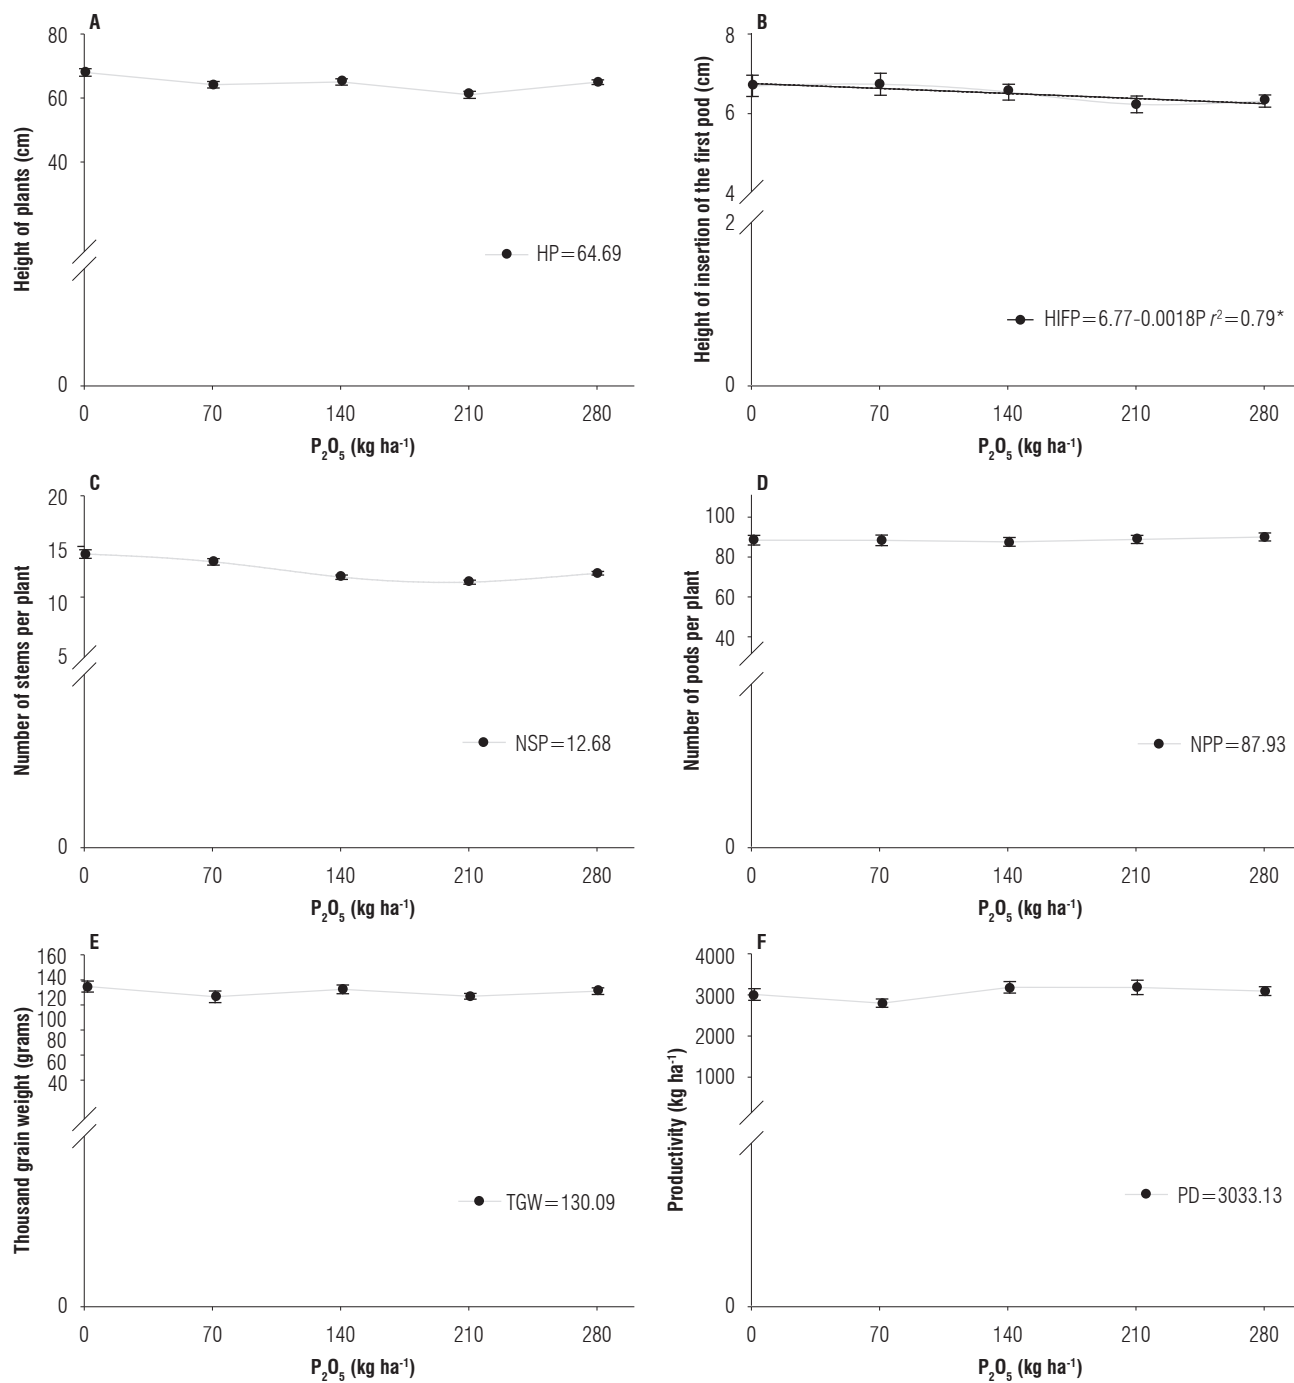 A
Height of plants (cm)
80
60
40
0
HP=64.69
0 70 140 210 280
P₂O₅ (kg ha⁻¹)
B
Height of insertion of the first pod (cm)
8
6
4
2
0
HIFP=6.77-0.0018P r²=0.79*
0 70 140 210 280
P₂O₅ (kg ha⁻¹)
C
Number of stems per plant
20
15
10
5
0
NSP=12.68
0 70 140 210 280
P₂O₅ (kg ha⁻¹)
D
Number of pods per plant
100
80
60
40
0
NPP=87.93
0 70 140 210 280
P₂O₅ (kg ha⁻¹)
E
Thousand grain weight (grams)
160
140
120
100
80
60
40
0
TGW=130.09
0 70 140 210 280
P₂O₅ (kg ha⁻¹)
F
Productivity (kg ha⁻¹)
4000
3000
2000
1000
0
PD=3033.13
0 70 140 210 280
P₂O₅ (kg ha⁻¹)